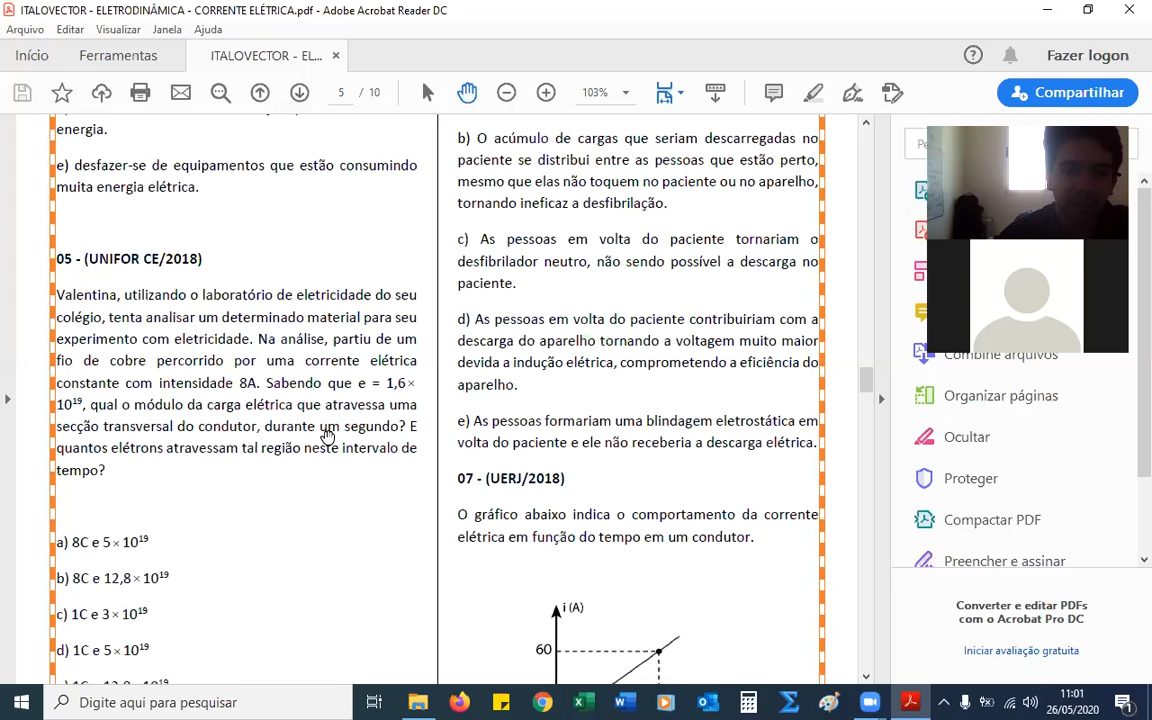 ITALOVECTOR - ELETRODINÂMICA - CORRENTE ELÉTRICA.pdf - Adobe Acrobat Reader DC
Arquivo Editar Visualizar Janela Ajuda
Início Ferramentas ITALOVECTOR - EL... ×
Fazer logon
5 / 10
103%
Compartilhar
energia.
e) desfazer-se de equipamentos que estão consumindo
muita energia elétrica.
05 - (UNIFOR CE/2018)
Valentina, utilizando o laboratório de eletricidade do seu
colégio, tenta analisar um determinado material para seu
experimento com eletricidade. Na análise, partiu de um
fio de cobre percorrido por uma corrente elétrica
constante com intensidade 8A. Sabendo que e = 1,6×
10¹⁹, qual o módulo da carga elétrica que atravessa uma
secção transversal do condutor, durante um segundo? E
quantos elétrons atravessam tal região neste intervalo de
tempo?
a) 8C e 5×10¹⁹
b) 8C e 12,8×10¹⁹
c) 1C e 3×10¹⁹
d) 1C e 5×10¹⁹
b) O acúmulo de cargas que seriam descarregadas no
paciente se distribui entre as pessoas que estão perto,
mesmo que elas não toquem no paciente ou no aparelho,
tornando ineficaz a desfibrilação.
c) As pessoas em volta do paciente tornariam o
desfibrilador neutro, não sendo possível a descarga no
paciente.
d) As pessoas em volta do paciente contribuiriam com a
descarga do aparelho tornando a voltagem muito maior
devida a indução elétrica, comprometendo a eficiência do
aparelho.
e) As pessoas formariam uma blindagem eletrostática em
volta do paciente e ele não receberia a descarga elétrica.
07 - (UERJ/2018)
O gráfico abaixo indica o comportamento da corrente
elétrica em função do tempo em um condutor.
i (A)
60
Combine arquivos
Organizar páginas
Ocultar
Proteger
Compactar PDF
Preencher e assinar
Converter e editar PDFs
com o Acrobat Pro DC
Iniciar avaliação gratuita
Digite aqui para pesquisar
11:01
26/05/2020
1